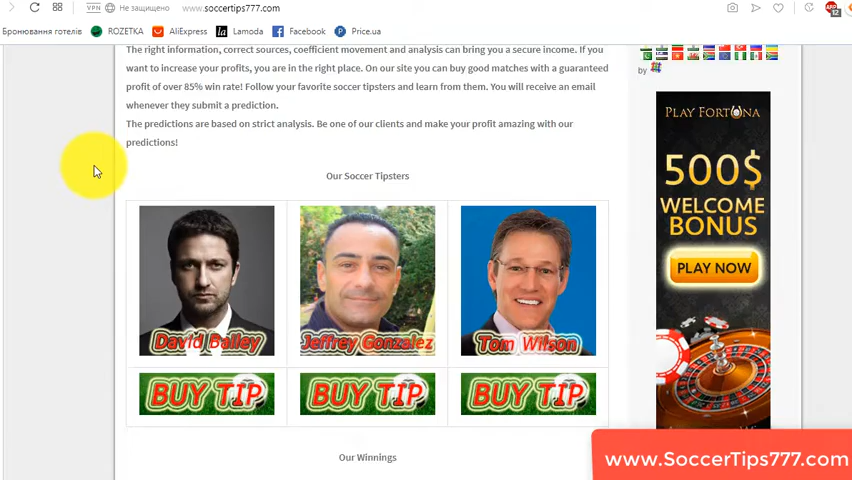 VPN Не защищено www.soccertips777.com
12
Бронювання готелів ROZETKA AliExpress la Lamoda Facebook P Price.ua
The right information, correct sources, coefficient movement and analysis can bring you a secure income. If you
want to increase your profits, you are in the right place. On our site you can buy good matches with a guaranteed
profit of over 85% win rate! Follow your favorite soccer tipsters and learn from them. You will receive an email
whenever they submit a prediction.
The predictions are based on strict analysis. Be one of our clients and make your profit amazing with our
predictions!
by
Our Soccer Tipsters
David Bailey
Jeffrey Gonzalez
Tom Wilson
BUY TIP
BUY TIP
BUY TIP
Our Winnings
PLAY FORTUNA
500$
WELCOME
BONUS
PLAY NOW
www.SoccerTips777.com